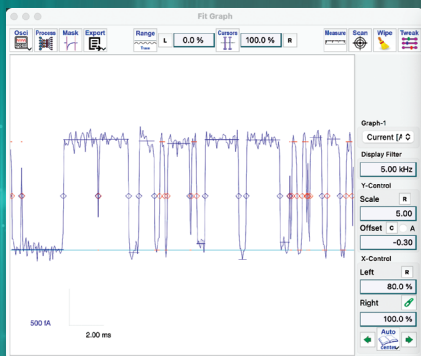 Fit Graph
Osci Process Mask Export Range L 0.0 % Cursors 100.0 % R Measure Scan Wipe Tweak
Trace
Graph-1
Current [A
Display Filter
5.00 kHz
Y-Control
Scale R
5.00
Offset C A
-0.30
X-Control
Left R
80.0 %
Right
100.0 %
Auto
centre
500 fA
2.00 ms